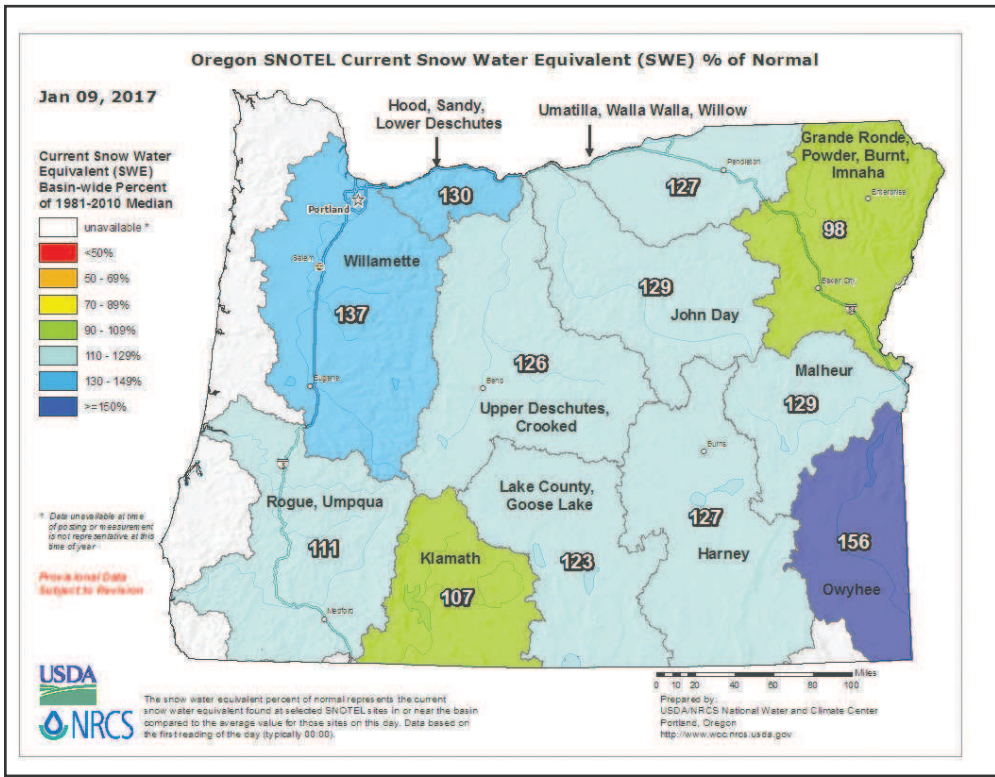 Oregon SNOTEL Current Snow Water Equivalent (SWE) % of Normal
Jan 09, 2017
Current Snow Water
Equivalent (SWE)
Basin-wide Percent
of 1981-2010 Median
unavailable *
<50%
50 - 69%
70 - 89%
90 - 109%
110 - 129%
130 - 149%
>=150%
* Data unavailable at time
of posting or measurement
is not representative at this
time of year
Provisional Data
Subject to Revision
Hood, Sandy,
Lower Deschutes
Umatilla, Walla Walla, Willow
Grande Ronde,
Powder, Burnt,
Imnaha
Pendleton
Enterprise
127
130
98
Portland
Salem
Willamette
137
Baker City
129
John Day
Malheur
129
126
Bend
Eugene
Upper Deschutes,
Crooked
Burns
Lake County,
Goose Lake
Rogue, Umpqua
111
127
Harney
156
Owyhee
Klamath
107
123
Medford
USDA
NRCS
The snow water equivalent percent of normal represents the current
snow water equivalent found at selected SNOTEL sites in or near the basin
compared to the average value for those sites on this day. Data based on
the first reading of the day (typically 00:00).
Miles
0 10 20 40 60 80 100
Prepared by:
USDA/NRCS National Water and Climate Center
Portland, Oregon
http://www.wcc.nrcs.usda.gov